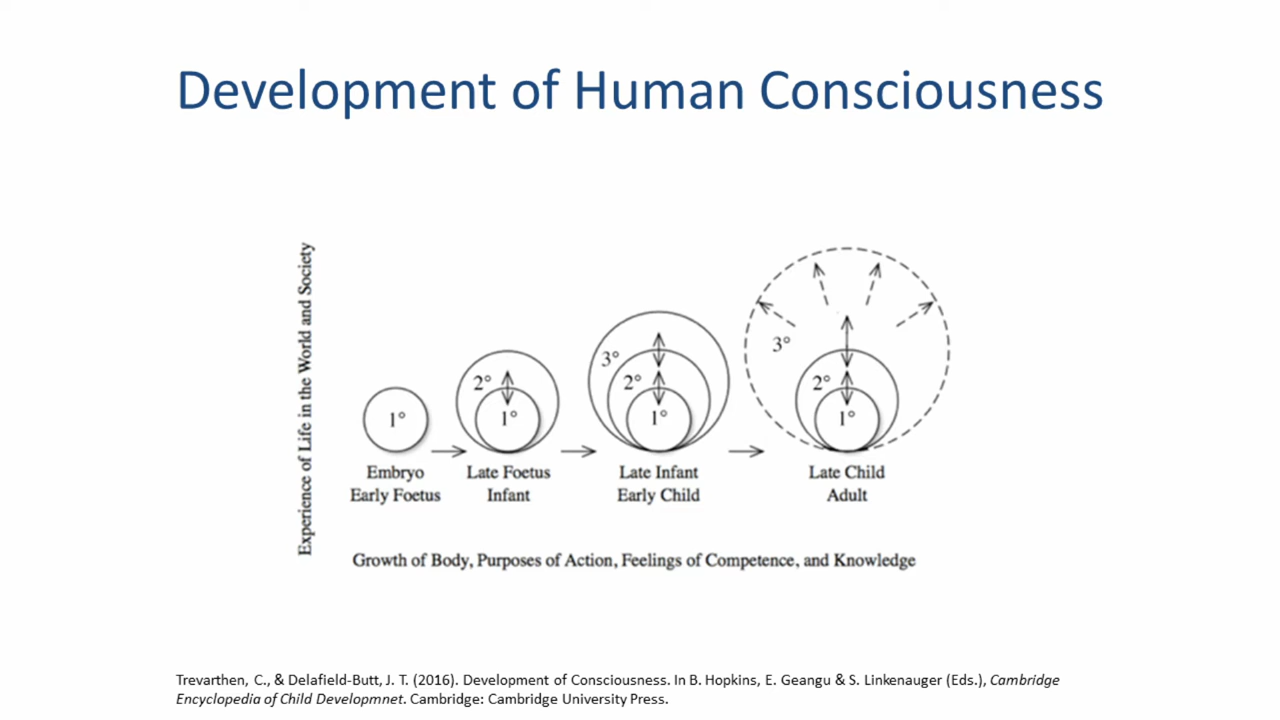 Development of Human Consciousness
Experience of Life in the World and Society
1°
2°
1°
3°
2°
1°
3°
2°
1°
Embryo
Early Foetus
Late Foetus
Infant
Late Infant
Early Child
Late Child
Adult
Growth of Body, Purposes of Action, Feelings of Competence, and Knowledge
Trevarthen, C., & Delafield-Butt, J. T. (2016). Development of Consciousness. In B. Hopkins, E. Geangu & S. Linkenauger (Eds.), Cambridge
Encyclopedia of Child Developmnet. Cambridge: Cambridge University Press.